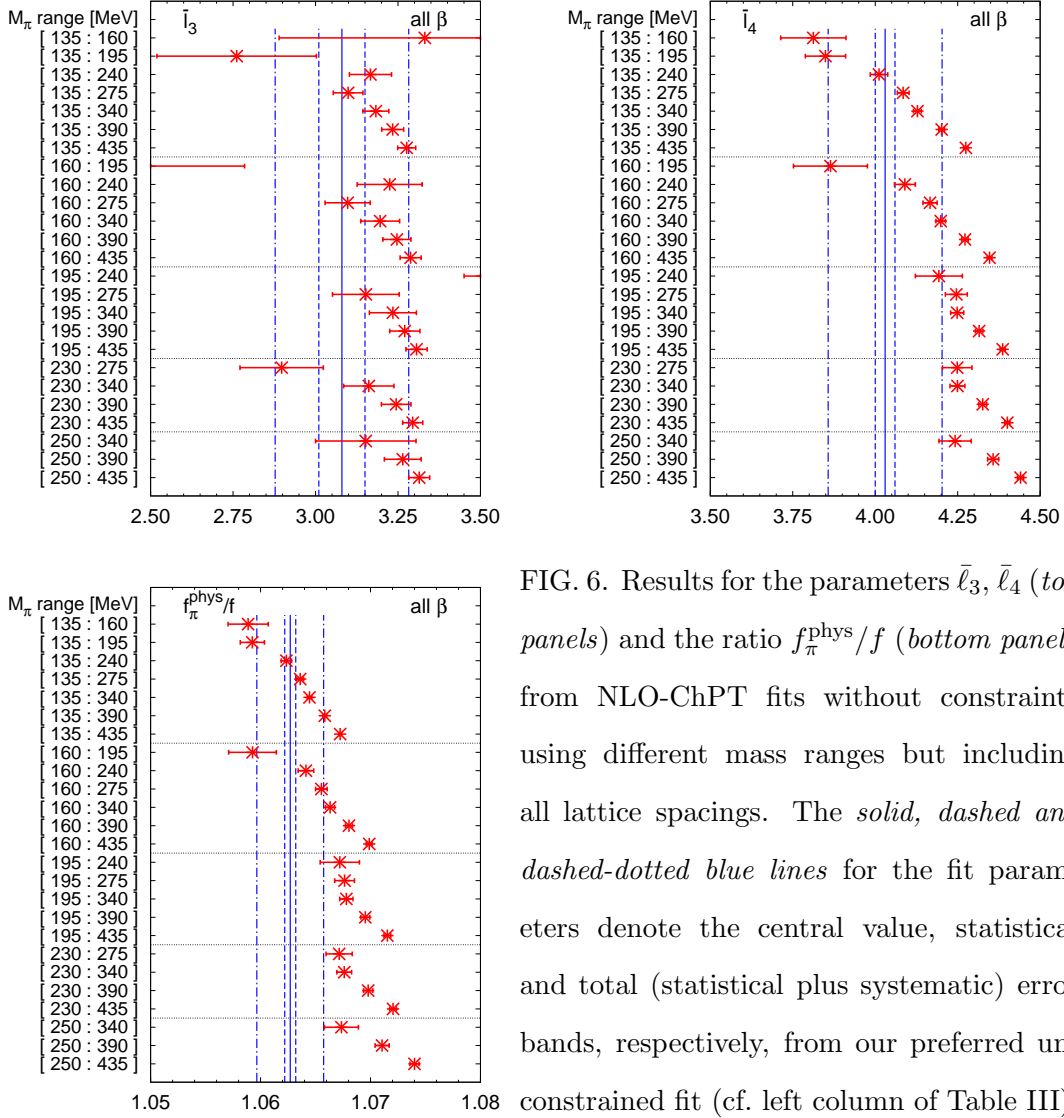 M_π range [MeV]
l̄_3
all β
[ 135 : 160]
[ 135 : 195]
[ 135 : 240]
[ 135 : 275]
[ 135 : 340]
[ 135 : 390]
[ 135 : 435]
[ 160 : 195]
[ 160 : 240]
[ 160 : 275]
[ 160 : 340]
[ 160 : 390]
[ 160 : 435]
[ 195 : 240]
[ 195 : 275]
[ 195 : 340]
[ 195 : 390]
[ 195 : 435]
[ 230 : 275]
[ 230 : 340]
[ 230 : 390]
[ 230 : 435]
[ 250 : 340]
[ 250 : 390]
[ 250 : 435]
2.50 2.75 3.00 3.25 3.50
M_π range [MeV]
l̄_4
all β
[ 135 : 160]
[ 135 : 195]
[ 135 : 240]
[ 135 : 275]
[ 135 : 340]
[ 135 : 390]
[ 135 : 435]
[ 160 : 195]
[ 160 : 240]
[ 160 : 275]
[ 160 : 340]
[ 160 : 390]
[ 160 : 435]
[ 195 : 240]
[ 195 : 275]
[ 195 : 340]
[ 195 : 390]
[ 195 : 435]
[ 230 : 275]
[ 230 : 340]
[ 230 : 390]
[ 230 : 435]
[ 250 : 340]
[ 250 : 390]
[ 250 : 435]
3.50 3.75 4.00 4.25 4.50
M_π range [MeV]
f_π^phys/f
all β
[ 135 : 160]
[ 135 : 195]
[ 135 : 240]
[ 135 : 275]
[ 135 : 340]
[ 135 : 390]
[ 135 : 435]
[ 160 : 195]
[ 160 : 240]
[ 160 : 275]
[ 160 : 340]
[ 160 : 390]
[ 160 : 435]
[ 195 : 240]
[ 195 : 275]
[ 195 : 340]
[ 195 : 390]
[ 195 : 435]
[ 230 : 275]
[ 230 : 340]
[ 230 : 390]
[ 230 : 435]
[ 250 : 340]
[ 250 : 390]
[ 250 : 435]
1.05 1.06 1.07 1.08
FIG. 6. Results for the parameters ℓ̄_3, ℓ̄_4 (to
panels) and the ratio f_π^phys/f (bottom panel
from NLO-ChPT fits without constraint
using different mass ranges but includin
all lattice spacings. The solid, dashed an
dashed-dotted blue lines for the fit param
eters denote the central value, statistica
and total (statistical plus systematic) erro
bands, respectively, from our preferred un
constrained fit (cf. left column of Table III)